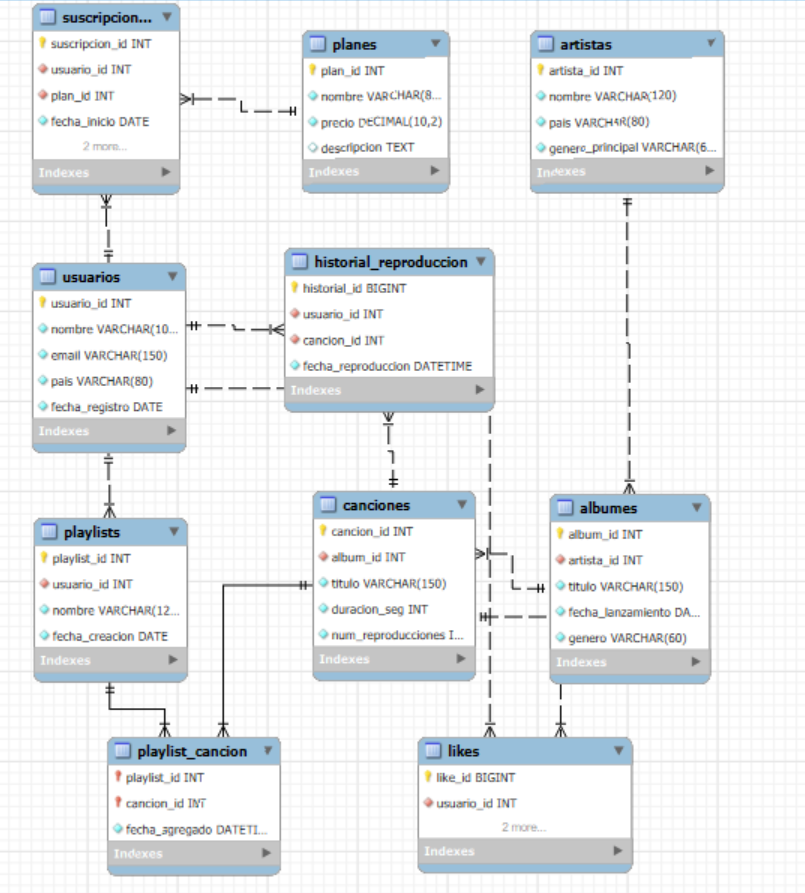 suscripcion...
suscripcion_id INT
usuario_id INT
plan_id INT
fecha_inicio DATE
2 more...
Indexes
planes
plan_id INT
nombre VARCHAR(8...
precio DECIMAL(10,2)
descripcion TEXT
Indexes
artistas
artista_id INT
nombre VARCHAR(120)
pais VARCHAR(80)
genero_principal VARCHAR(6...
Indexes
usuarios
usuario_id INT
nombre VARCHAR(10...
email VARCHAR(150)
pais VARCHAR(80)
fecha_registro DATE
Indexes
historial_reproduccion
historial_id BIGINT
usuario_id INT
cancion_id INT
fecha_reproduccion DATETIME
Indexes
playlists
playlist_id INT
usuario_id INT
nombre VARCHAR(12...
fecha_creacion DATE
Indexes
canciones
cancion_id INT
album_id INT
titulo VARCHAR(150)
duracion_seg INT
num_reproducciones I...
Indexes
albumes
album_id INT
artista_id INT
titulo VARCHAR(150)
fecha_lanzamiento DA...
genero VARCHAR(60)
Indexes
playlist_cancion
playlist_id INT
cancion_id INT
fecha_agregado DATETI...
Indexes
likes
like_id BIGINT
usuario_id INT
2 more...
Indexes